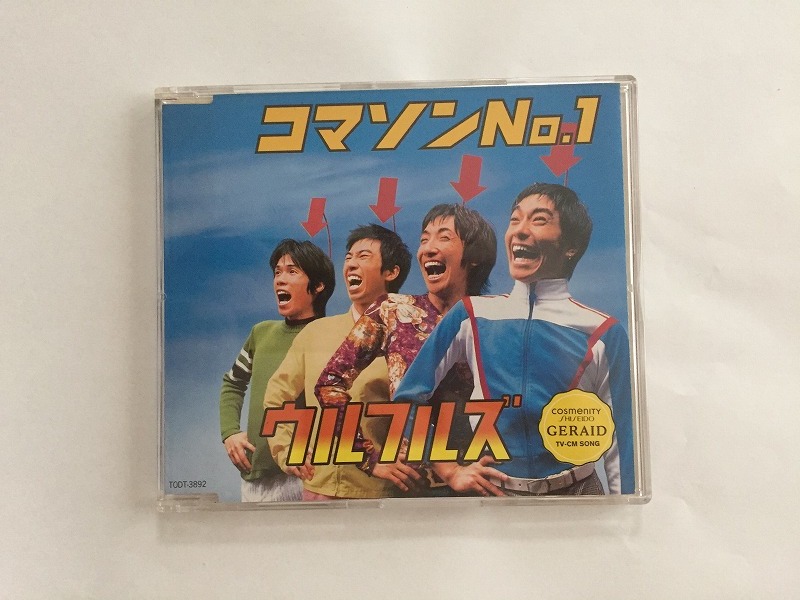 コマソンNo.1
ウルフルズ
cosmenity
SHISEIDO
GERAID
TV-CM SONG
TODT-3892